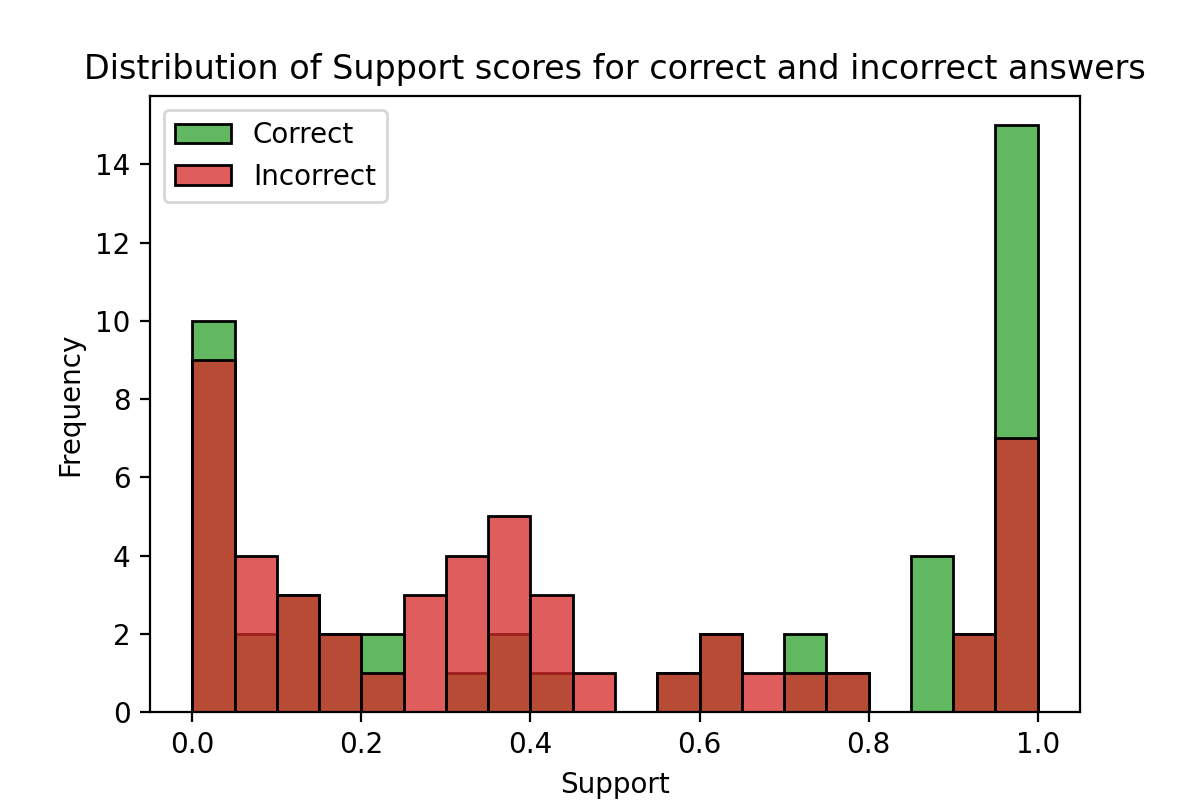 Distribution of Support scores for correct and incorrect answers
Correct
Incorrect
14
12
10
8
6
4
2
0
Frequency
0.0 0.2 0.4 0.6 0.8 1.0
Support